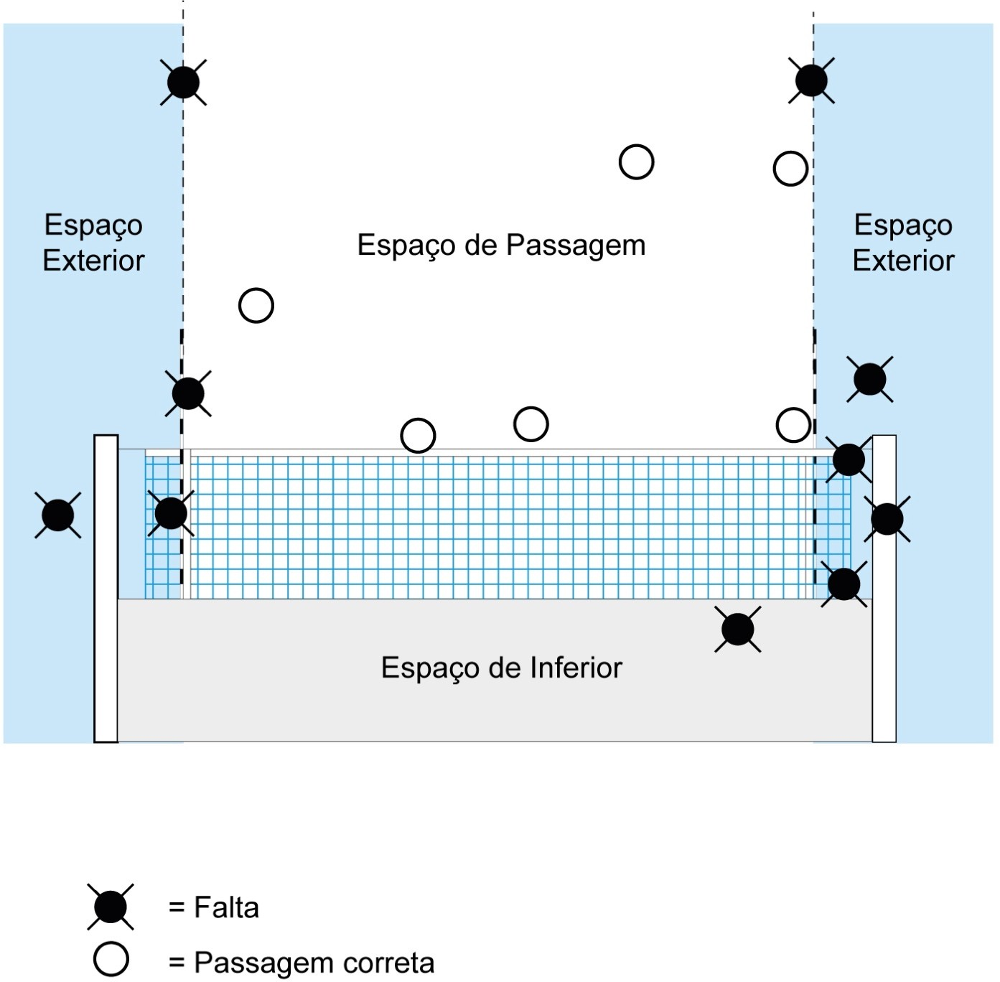 Espaço
Exterior
Espaço de Passagem
Espaço
Exterior
Espaço de Inferior
= Falta
= Passagem correta